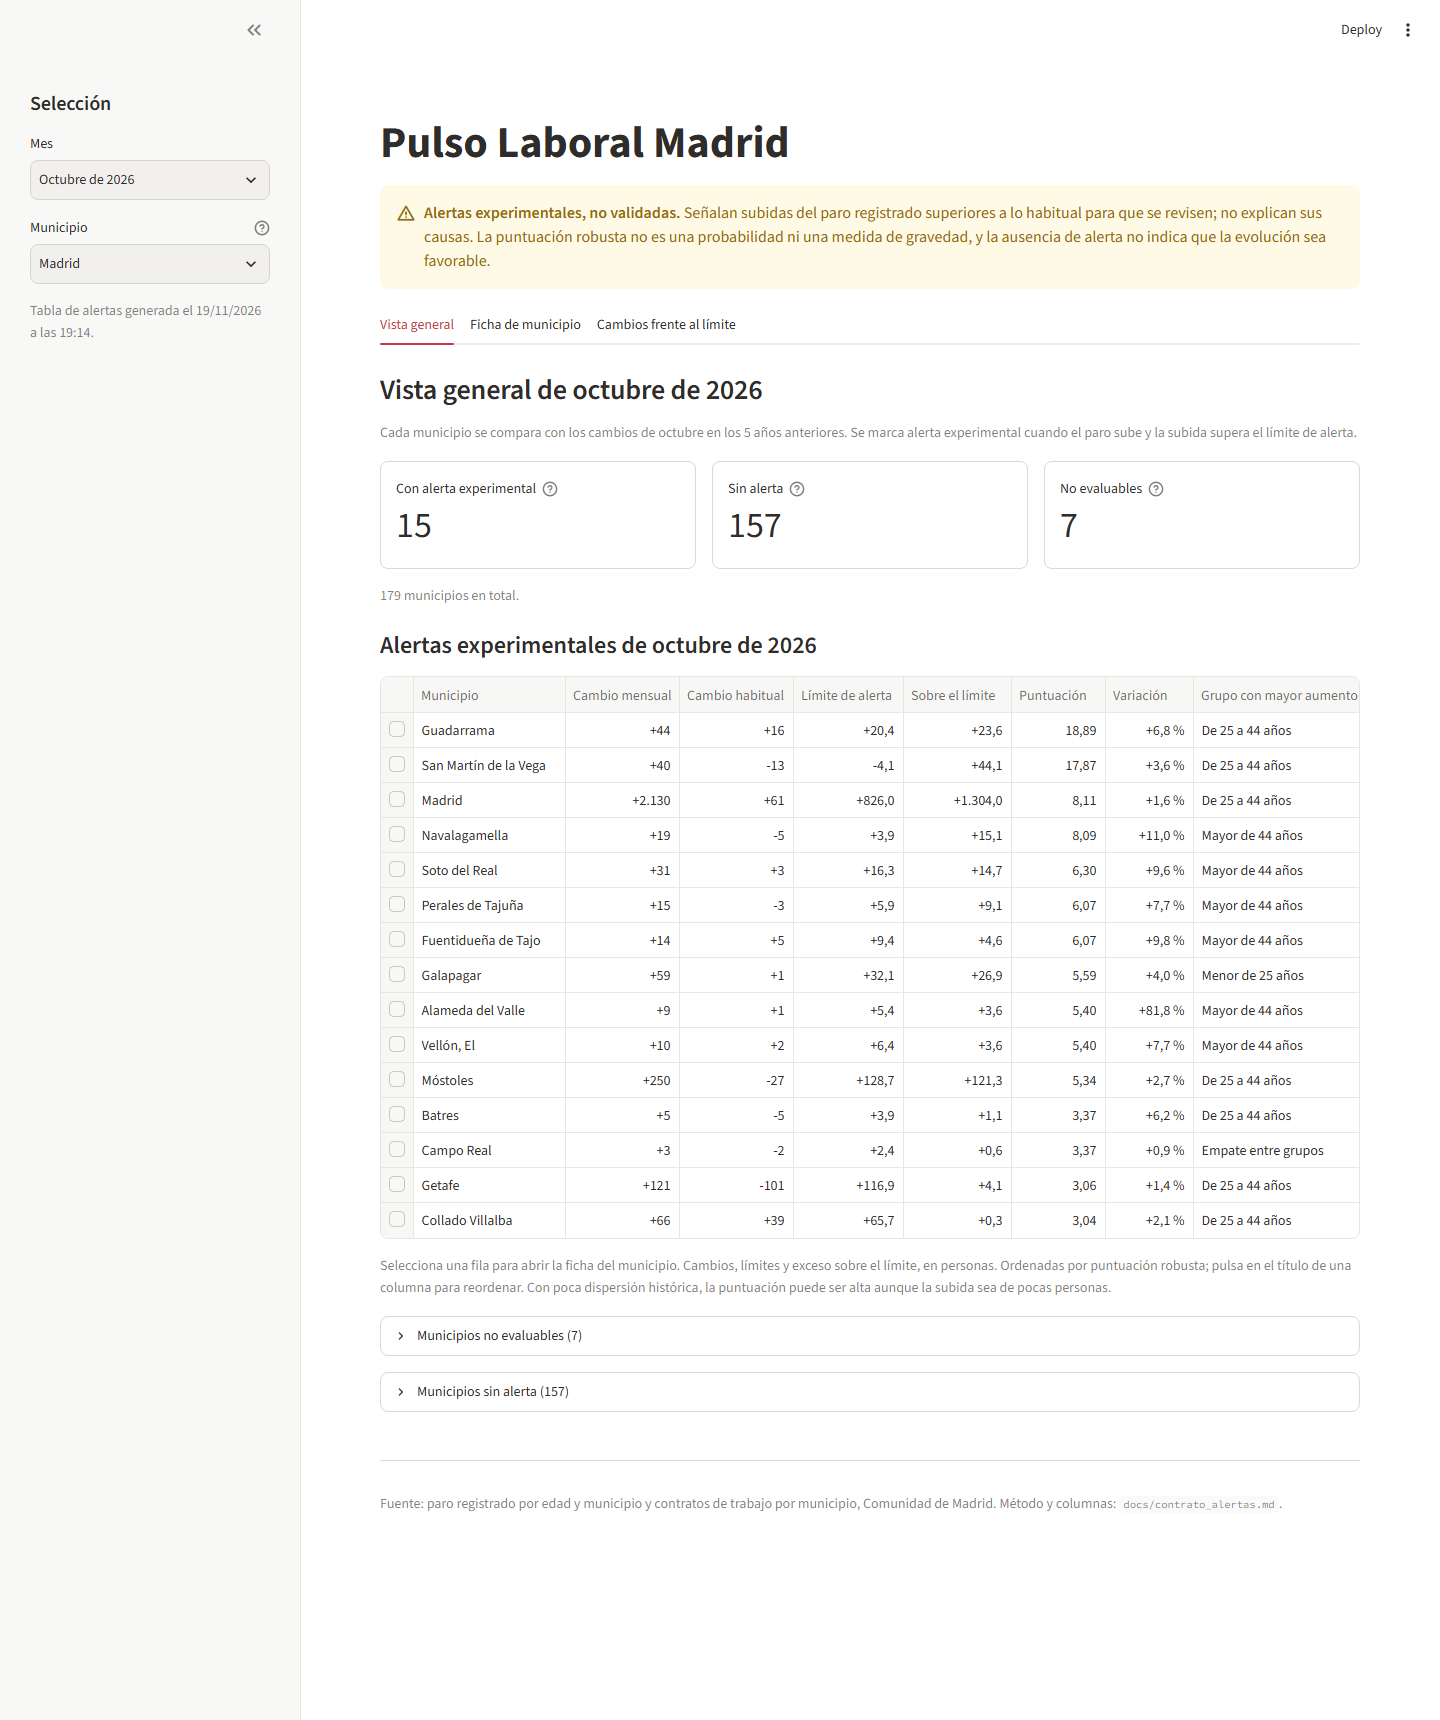 Deploy
Selección
Mes
Octubre de 2026
Municipio
Madrid
Tabla de alertas generada el 19/11/2026
a las 19:14.
Pulso Laboral Madrid
Alertas experimentales, no validadas. Señalan subidas del paro registrado superiores a lo habitual para que se revisen; no explican sus
causas. La puntuación robusta no es una probabilidad ni una medida de gravedad, y la ausencia de alerta no indica que la evolución sea
favorable.
Vista general Ficha de municipio Cambios frente al límite
Vista general de octubre de 2026
Cada municipio se compara con los cambios de octubre en los 5 años anteriores. Se marca alerta experimental cuando el paro sube y la subida supera el límite de alerta.
Con alerta experimental
15
Sin alerta
157
No evaluables
7
179 municipios en total.
Alertas experimentales de octubre de 2026
Municipio Cambio mensual Cambio habitual Límite de alerta Sobre el límite Puntuación Variación Grupo con mayor aumento
Guadarrama +44 +16 +20,4 +23,6 18,89 +6,8 % De 25 a 44 años
San Martín de la Vega +40 -13 -4,1 +44,1 17,87 +3,6 % De 25 a 44 años
Madrid +2.130 +61 +826,0 +1.304,0 8,11 +1,6 % De 25 a 44 años
Navalagamella +19 -5 +3,9 +15,1 8,09 +11,0 % Mayor de 44 años
Soto del Real +31 +3 +16,3 +14,7 6,30 +9,6 % Mayor de 44 años
Perales de Tajuña +15 -3 +5,9 +9,1 6,07 +7,7 % Mayor de 44 años
Fuentidueña de Tajo +14 +5 +9,4 +4,6 6,07 +9,8 % Mayor de 44 años
Galapagar +59 +1 +32,1 +26,9 5,59 +4,0 % Menor de 25 años
Alameda del Valle +9 +1 +5,4 +3,6 5,40 +81,8 % Mayor de 44 años
Vellón, El +10 +2 +6,4 +3,6 5,40 +7,7 % Mayor de 44 años
Móstoles +250 -27 +128,7 +121,3 5,34 +2,7 % De 25 a 44 años
Batres +5 -5 +3,9 +1,1 3,37 +6,2 % De 25 a 44 años
Campo Real +3 -2 +2,4 +0,6 3,37 +0,9 % Empate entre grupos
Getafe +121 -101 +116,9 +4,1 3,06 +1,4 % De 25 a 44 años
Collado Villalba +66 +39 +65,7 +0,3 3,04 +2,1 % De 25 a 44 años
Selecciona una fila para abrir la ficha del municipio. Cambios, límites y exceso sobre el límite, en personas. Ordenadas por puntuación robusta; pulsa en el título de una
columna para reordenar. Con poca dispersión histórica, la puntuación puede ser alta aunque la subida sea de pocas personas.
Municipios no evaluables (7)
Municipios sin alerta (157)
Fuente: paro registrado por edad y municipio y contratos de trabajo por municipio, Comunidad de Madrid. Método y columnas: docs/contrato_alertas.md.